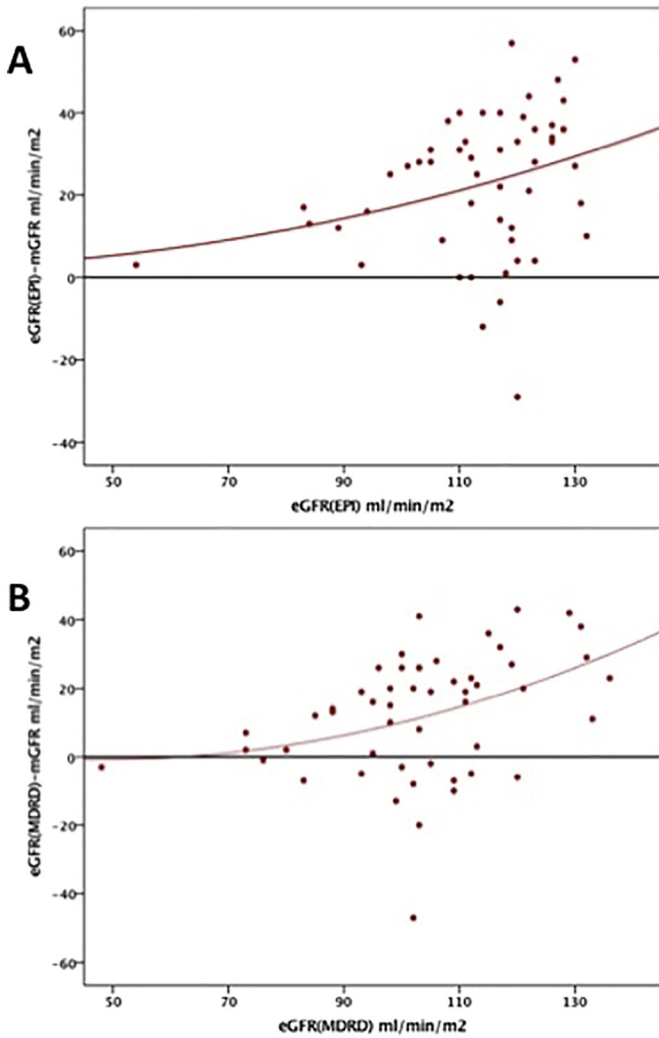 A
eGFR(EPI)-mGFR ml/min/m2
60
40
20
0
-20
-40
50 70 90 110 130
eGFR(EPI) ml/min/m2
B
eGFR(MDRD)-mGFR ml/min/m2
60
40
20
0
-20
-40
-60
50 70 90 110 130
eGFR(MDRD) ml/min/m2